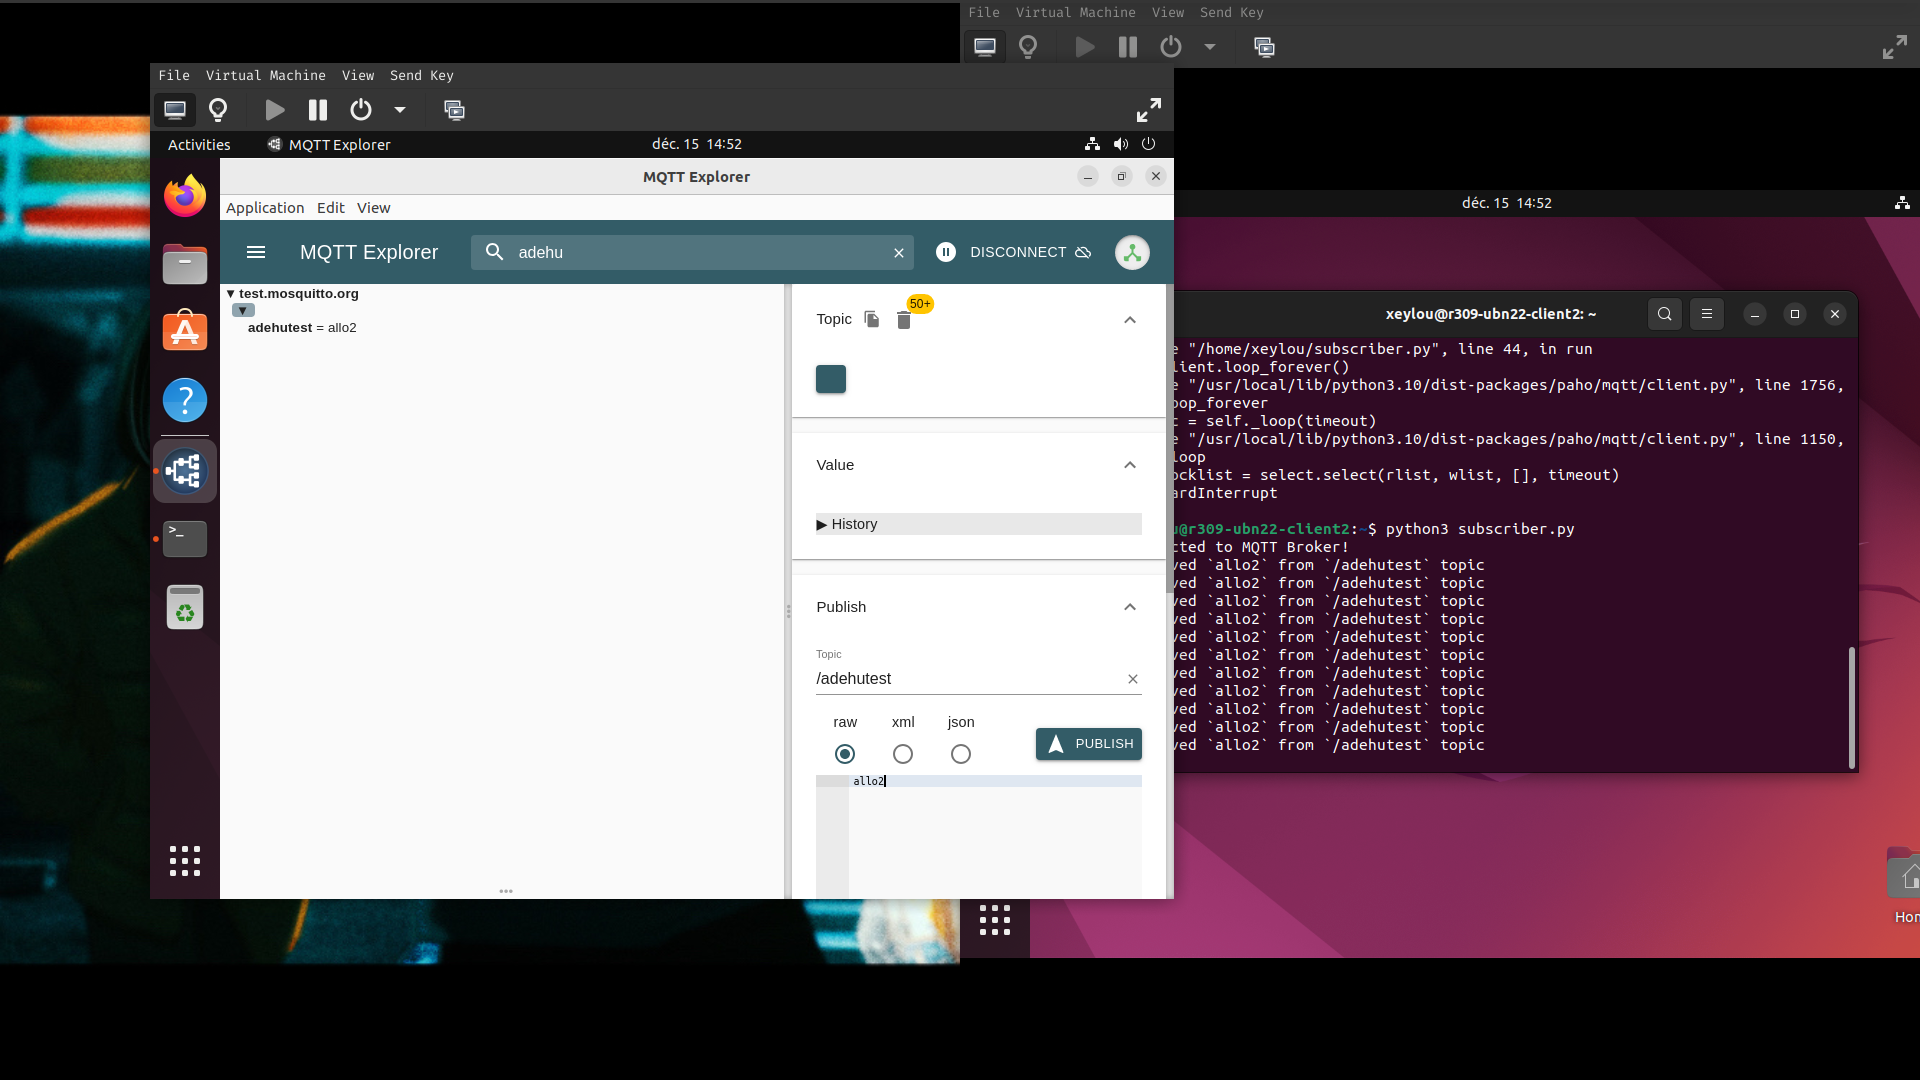 File Virtual Machine View Send Key
File Virtual Machine View Send Key
Activities MQTT Explorer déc. 15 14:52
MQTT Explorer
Application Edit View
MQTT Explorer adehu DISCONNECT
▼ test.mosquitto.org
▼
adehutest = allo2
Topic 50+
Value
▶ History
Publish
Topic
/adehutest
raw xml json
PUBLISH
allo2
déc. 15 14:52
xeylou@r309-ubn22-client2: ~
e "/home/xeylou/subscriber.py", line 44, in run
lient.loop_forever()
e "/usr/local/lib/python3.10/dist-packages/paho/mqtt/client.py", line 1756,
oop_forever
c = self._loop(timeout)
e "/usr/local/lib/python3.10/dist-packages/paho/mqtt/client.py", line 1150,
loop
ocklist = select.select(rlist, wlist, [], timeout)
ardInterrupt
u@r309-ubn22-client2:~$ python3 subscriber.py
cted to MQTT Broker!
ved `allo2` from `/adehutest` topic
ved `allo2` from `/adehutest` topic
ved `allo2` from `/adehutest` topic
ved `allo2` from `/adehutest` topic
ved `allo2` from `/adehutest` topic
ved `allo2` from `/adehutest` topic
ved `allo2` from `/adehutest` topic
ved `allo2` from `/adehutest` topic
ved `allo2` from `/adehutest` topic
ved `allo2` from `/adehutest` topic
ved `allo2` from `/adehutest` topic
Hom